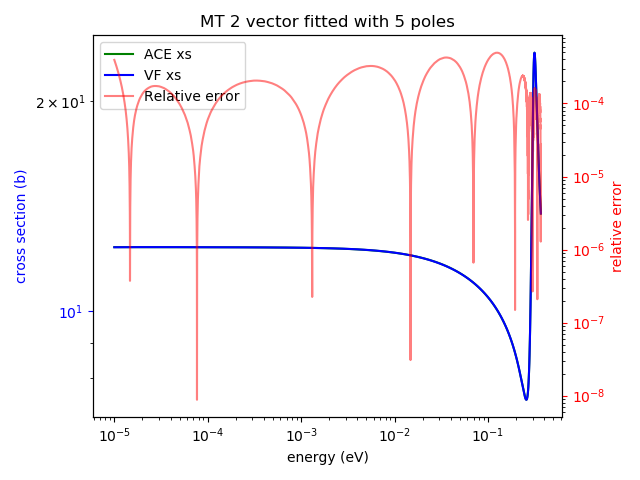 MT 2 vector fitted with 5 poles
ACE xs
VF xs
Relative error
cross section (b)
2 × 10¹
10¹
10⁻⁴
10⁻⁵
10⁻⁶
10⁻⁷
10⁻⁸
relative error
10⁻⁵ 10⁻⁴ 10⁻³ 10⁻² 10⁻¹
energy (eV)